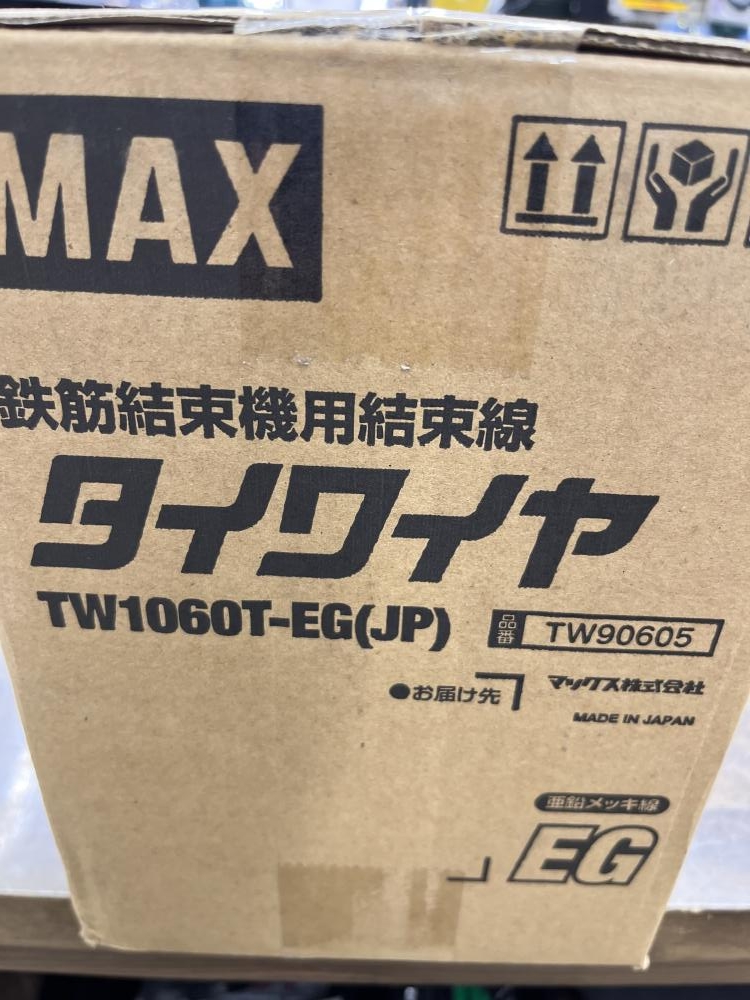 MAX
鉄筋結束機用結束線
タイワイヤ
TW1060T-EG(JP)
品番 TW90605
●お届け先
マックス株式会社
MADE IN JAPAN
亜鉛メッキ線
EG